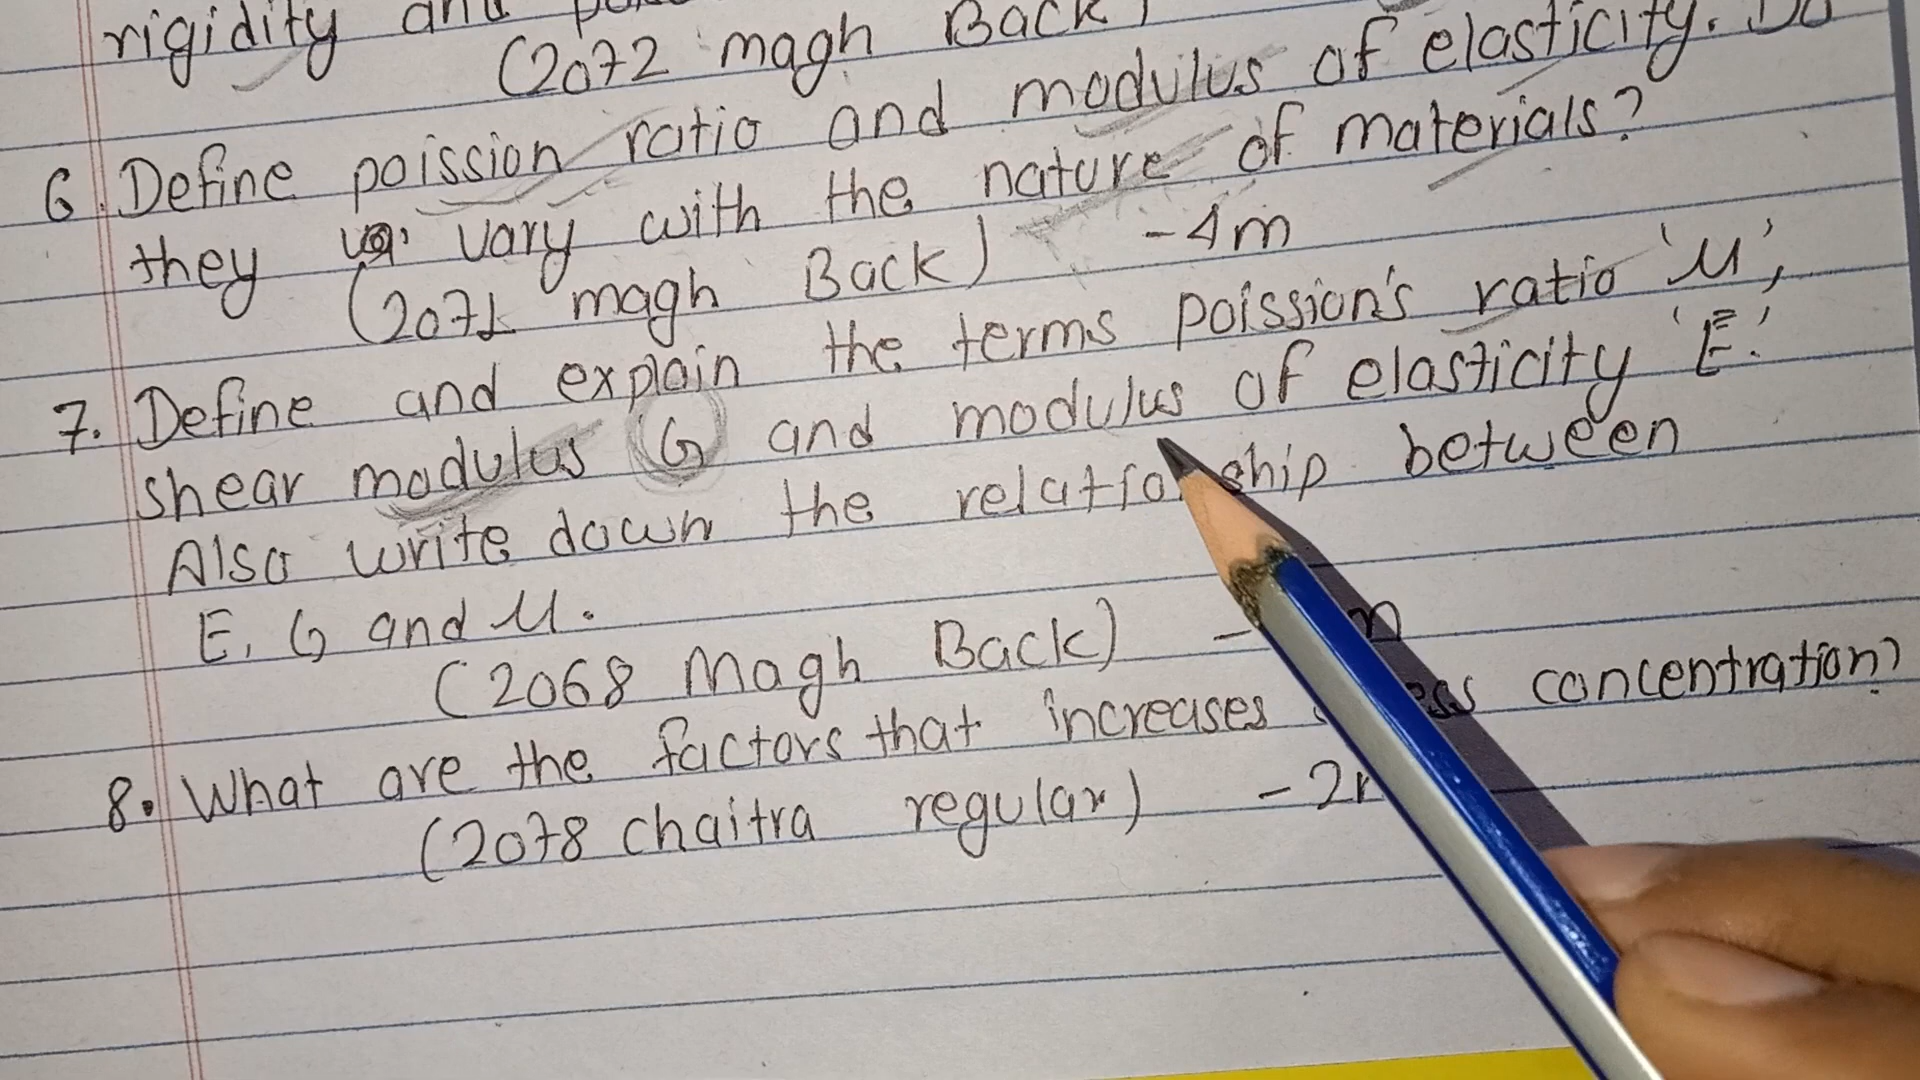 rigidity and
(2072 magh Back)
6. Define poission ratio and modulus of elasticity. Do
they vary with the nature of materials?
(2071 magh Back) -4m
7. Define and explain the terms poission's ratio 'μ',
shear modulus G and modulus of elasticity 'E'.
Also write down the relationship between
E, G and μ.
(2068 Magh Back) -
8. What are the factors that increases concentration?
(2078 chaitra regular) -2